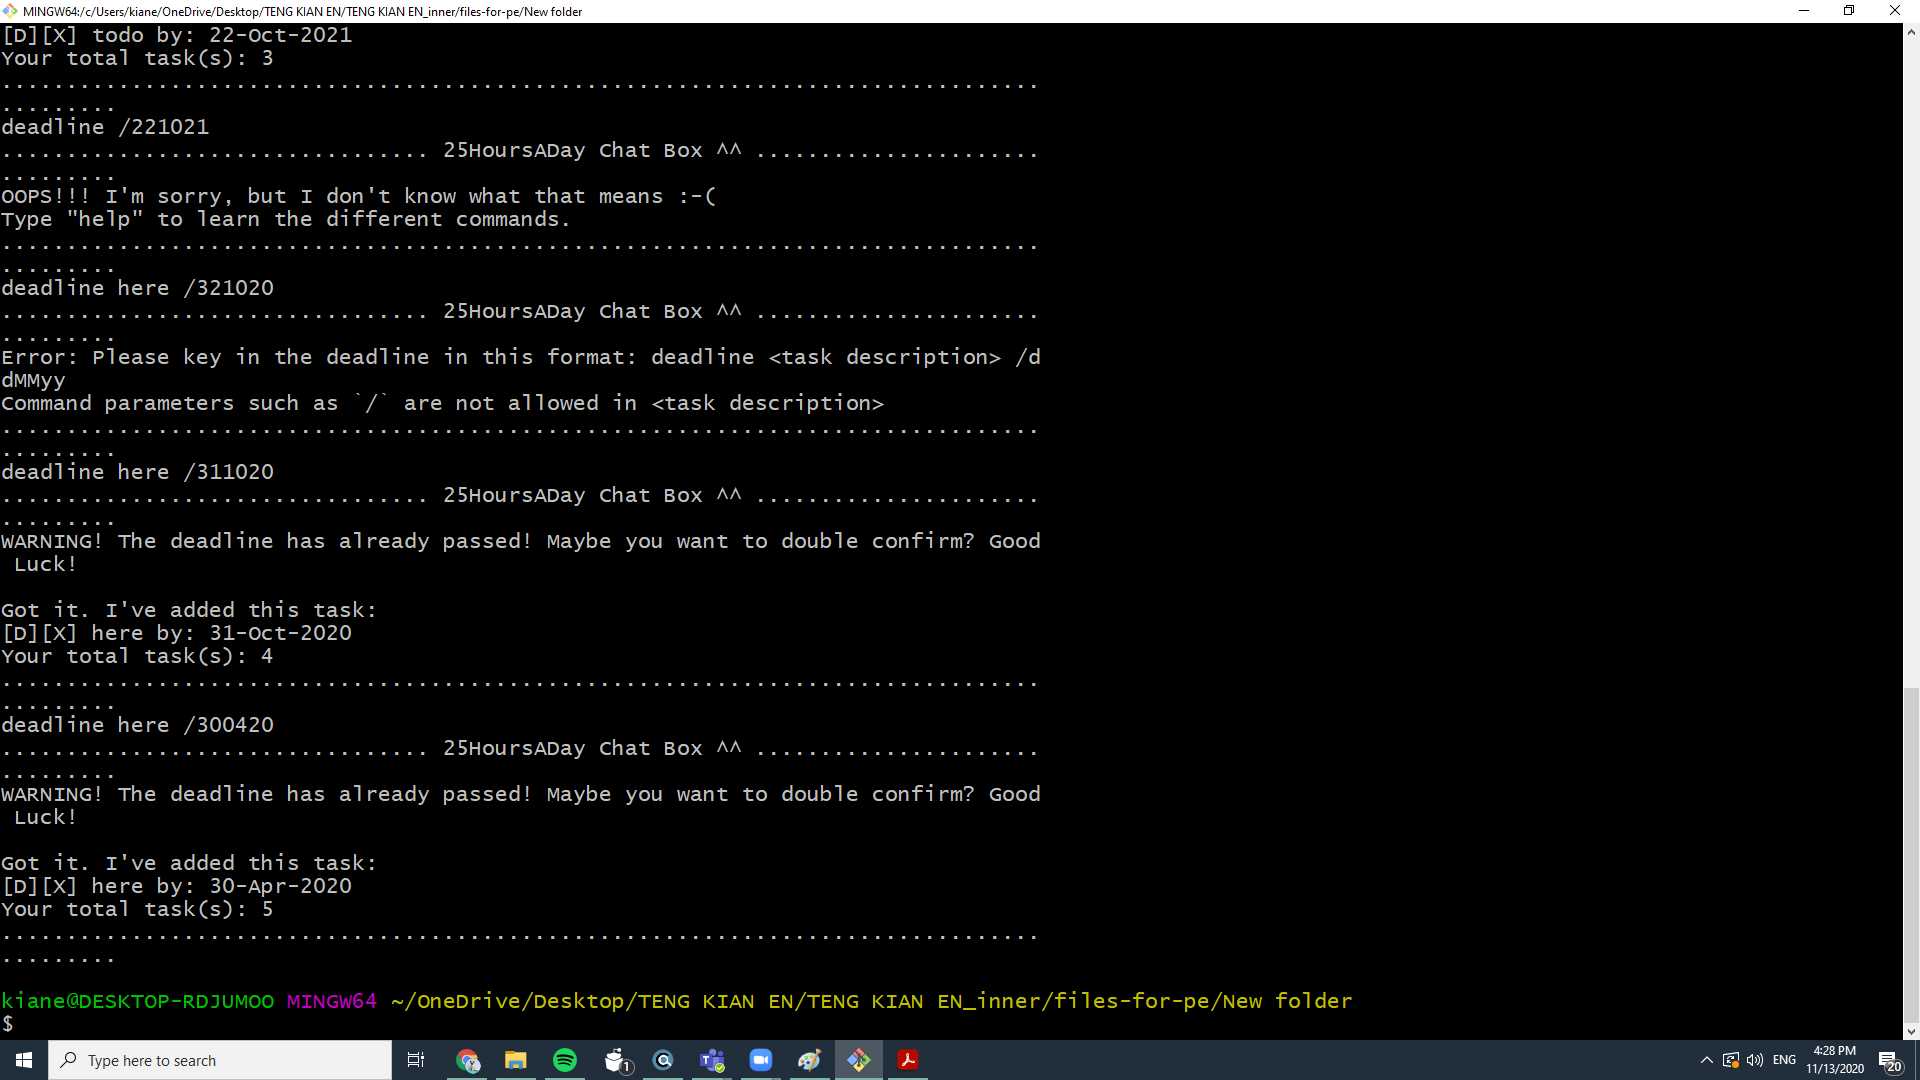 MINGW64:/c/Users/kiane/OneDrive/Desktop/TENG KIAN EN/TENG KIAN EN_inner/files-for-pe/New folder
[D][X] todo by: 22-Oct-2021
Your total task(s): 3
................................................................................
.........
deadline /221021
................................. 25HoursADay Chat Box ^^ ......................
.........
OOPS!!! I'm sorry, but I don't know what that means :-(
Type "help" to learn the different commands.
................................................................................
.........
deadline here /321020
................................. 25HoursADay Chat Box ^^ ......................
.........
Error: Please key in the deadline in this format: deadline <task description> /d
dMMyy
Command parameters such as `/` are not allowed in <task description>
................................................................................
.........
deadline here /311020
................................. 25HoursADay Chat Box ^^ ......................
.........
WARNING! The deadline has already passed! Maybe you want to double confirm? Good
 Luck!
Got it. I've added this task:
[D][X] here by: 31-Oct-2020
Your total task(s): 4
................................................................................
.........
deadline here /300420
................................. 25HoursADay Chat Box ^^ ......................
.........
WARNING! The deadline has already passed! Maybe you want to double confirm? Good
 Luck!
Got it. I've added this task:
[D][X] here by: 30-Apr-2020
Your total task(s): 5
................................................................................
.........
kiane@DESKTOP-RDJUMOO MINGW64 ~/OneDrive/Desktop/TENG KIAN EN/TENG KIAN EN_inner/files-for-pe/New folder
$
Type here to search
1
ENG
4:28 PM
11/13/2020
20